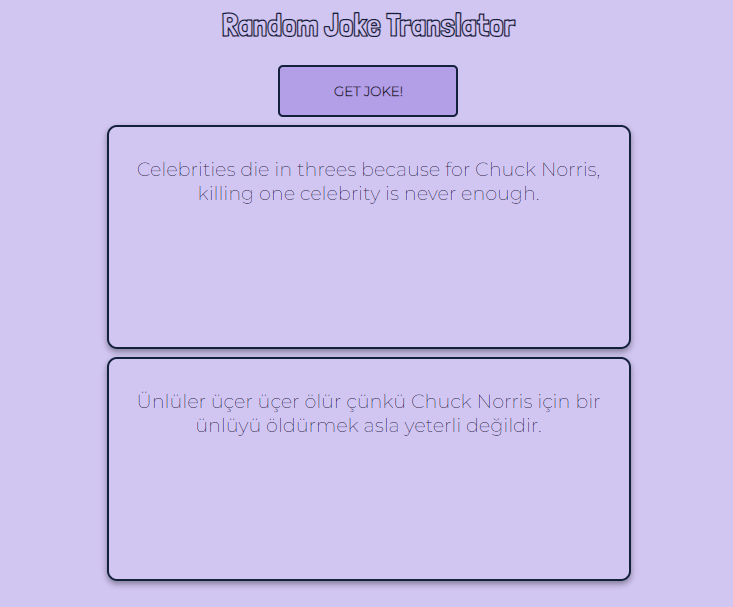 Random Joke Translator
GET JOKE!
Celebrities die in threes because for Chuck Norris,
killing one celebrity is never enough.
Ünlüler üçer üçer ölür çünkü Chuck Norris için bir
ünlüyü öldürmek asla yeterli değildir.